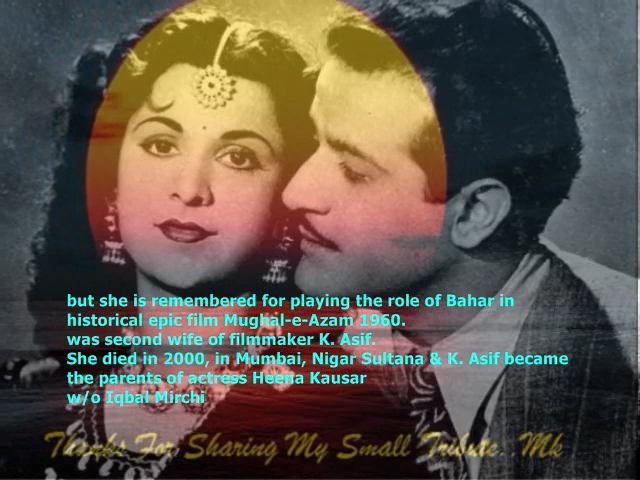 but she is remembered for playing the role of Bahar in
historical epic film Mughal-e-Azam 1960.
was second wife of filmmaker K. Asif.
She died in 2000, in Mumbai, Nigar Sultana & K. Asif became
the parents of actress Heena Kausar
w/o Iqbal Mirchi
Thanks For Sharing My Small Tribute..Mk